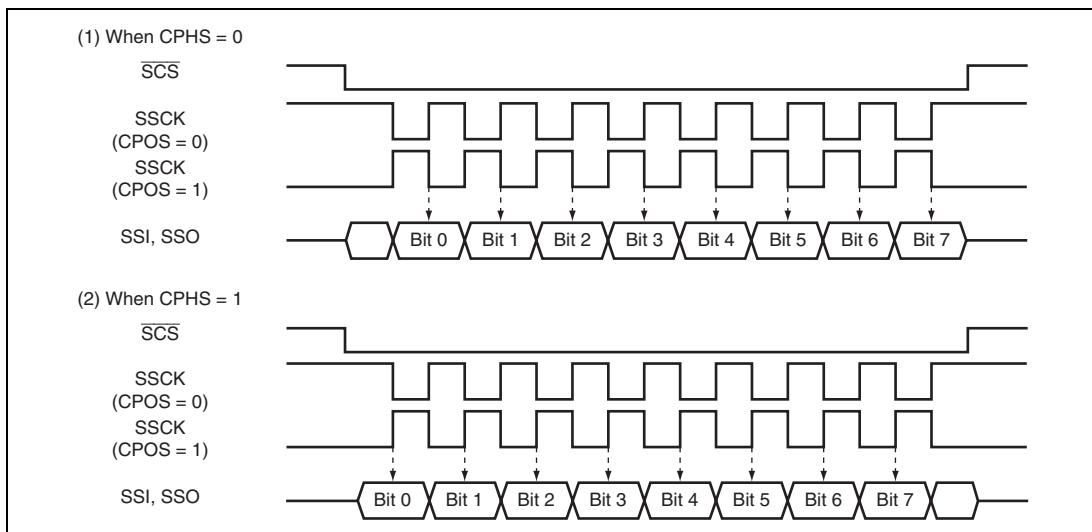 (1) When CPHS = 0
SCS
SSCK
(CPOS = 0)
SSCK
(CPOS = 1)
SSI, SSO
Bit 0 Bit 1 Bit 2 Bit 3 Bit 4 Bit 5 Bit 6 Bit 7
(2) When CPHS = 1
SCS
SSCK
(CPOS = 0)
SSCK
(CPOS = 1)
SSI, SSO
Bit 0 Bit 1 Bit 2 Bit 3 Bit 4 Bit 5 Bit 6 Bit 7